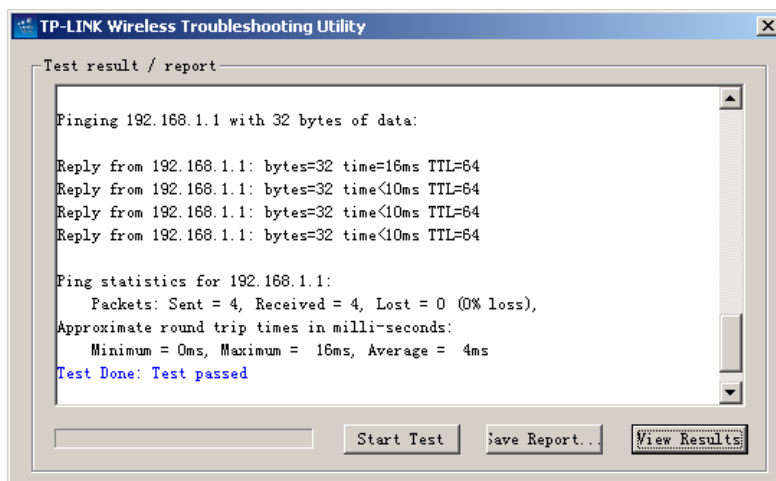 TP-LINK Wireless Troubleshooting Utility
Test result / report
Pinging 192.168.1.1 with 32 bytes of data:
Reply from 192.168.1.1: bytes=32 time=16ms TTL=64
Reply from 192.168.1.1: bytes=32 time<10ms TTL=64
Reply from 192.168.1.1: bytes=32 time<10ms TTL=64
Reply from 192.168.1.1: bytes=32 time<10ms TTL=64
Ping statistics for 192.168.1.1:
Packets: Sent = 4, Received = 4, Lost = 0 (0% loss),
Approximate round trip times in milli-seconds:
Minimum = 0ms, Maximum = 16ms, Average = 4ms
Test Done: Test passed
Start Test Save Report... View Results